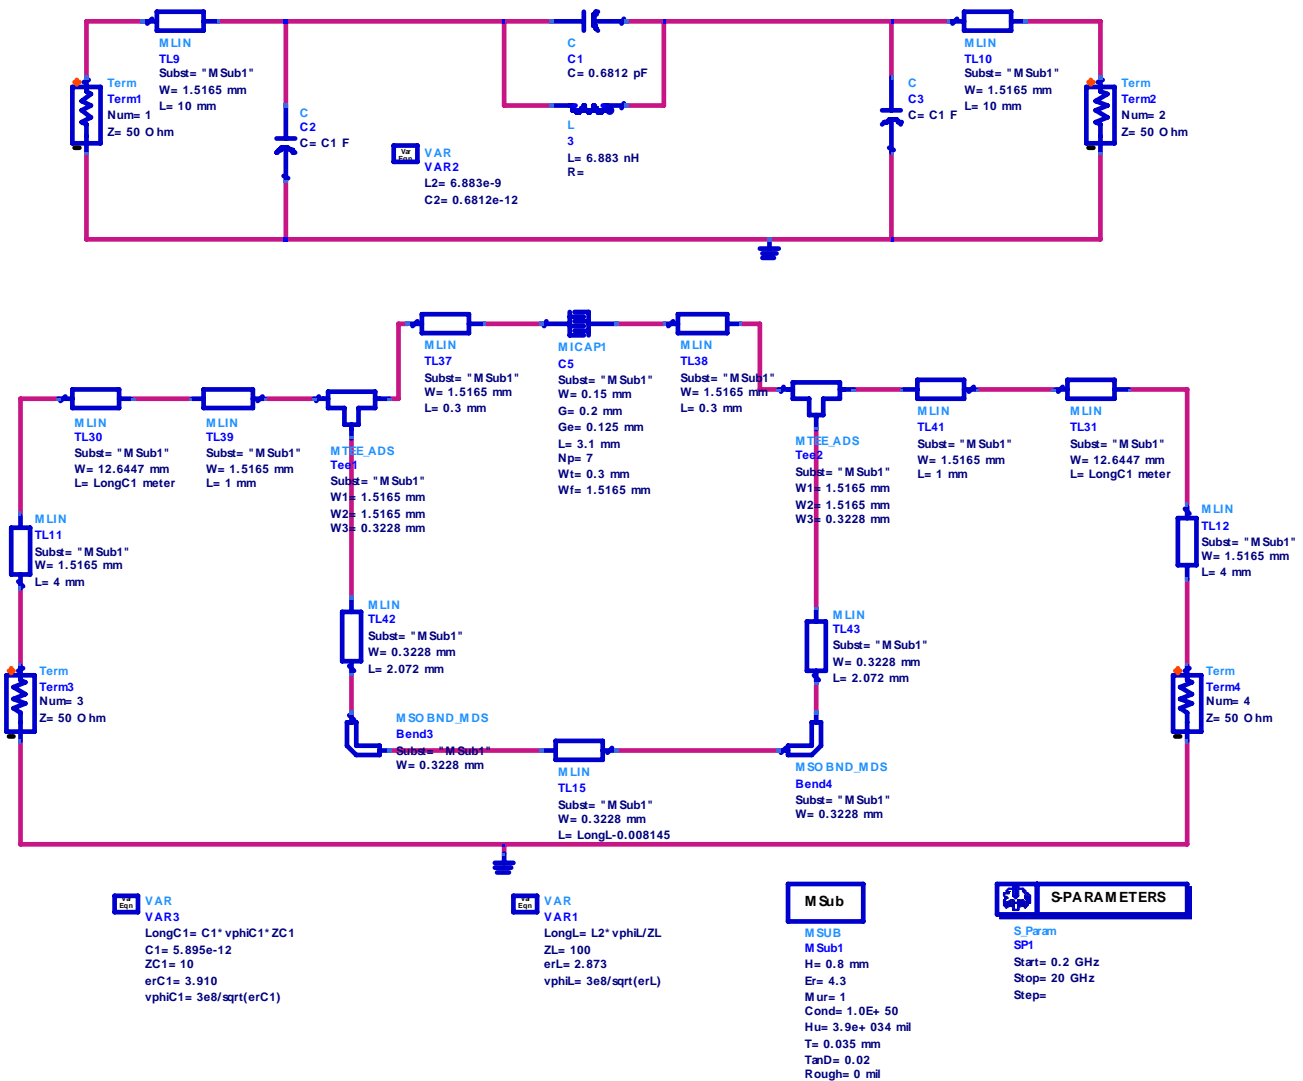 MLIN
TL9
Subst= "MSub1"
W= 1.5165 mm
L= 10 mm
Term
Term1
Num= 1
Z= 50 Ohm
C
C2
C= C1 F
Var
Eqn
VAR
VAR2
L2= 6.883e-9
C2= 0.6812e-12
C
C1
C= 0.6812 pF
L
3
L= 6.883 nH
R=
C
C3
C= C1 F
MLIN
TL10
Subst= "MSub1"
W= 1.5165 mm
L= 10 mm
Term
Term2
Num= 2
Z= 50 Ohm
MLIN
TL37
Subst= "MSub1"
W= 1.5165 mm
L= 0.3 mm
MICAP1
C5
Subst= "MSub1"
W= 0.15 mm
G= 0.2 mm
Ge= 0.125 mm
L= 3.1 mm
Np= 7
Wt= 0.3 mm
Wf= 1.5165 mm
MLIN
TL38
Subst= "MSub1"
W= 1.5165 mm
L= 0.3 mm
MLIN
TL30
Subst= "MSub1"
W= 12.6447 mm
L= LongC1 meter
MLIN
TL39
Subst= "MSub1"
W= 1.5165 mm
L= 1 mm
MTEE_ADS
Tee1
Subst= "MSub1"
W1= 1.5165 mm
W2= 1.5165 mm
W3= 0.3228 mm
MTEE_ADS
Tee2
Subst= "MSub1"
W1= 1.5165 mm
W2= 1.5165 mm
W3= 0.3228 mm
MLIN
TL41
Subst= "MSub1"
W= 1.5165 mm
L= 1 mm
MLIN
TL31
Subst= "MSub1"
W= 12.6447 mm
L= LongC1 meter
MLIN
TL11
Subst= "MSub1"
W= 1.5165 mm
L= 4 mm
MLIN
TL12
Subst= "MSub1"
W= 1.5165 mm
L= 4 mm
MLIN
TL42
Subst= "MSub1"
W= 0.3228 mm
L= 2.072 mm
MLIN
TL43
Subst= "MSub1"
W= 0.3228 mm
L= 2.072 mm
Term
Term3
Num= 3
Z= 50 Ohm
Term
Term4
Num= 4
Z= 50 Ohm
MSOBND_MDS
Bend3
Subst= "MSub1"
W= 0.3228 mm
MLIN
TL15
Subst= "MSub1"
W= 0.3228 mm
L= LongL-0.008145
MSOBND_MDS
Bend4
Subst= "MSub1"
W= 0.3228 mm
Var
Eqn
VAR
VAR3
LongC1= C1*vphiC1*ZC1
C1= 5.895e-12
ZC1= 10
erC1= 3.910
vphiC1= 3e8/sqrt(erC1)
Var
Eqn
VAR
VAR1
LongL= L2*vphiL/ZL
ZL= 100
erL= 2.873
vphiL= 3e8/sqrt(erL)
MSub
MSUB
MSub1
H= 0.8 mm
Er= 4.3
Mur= 1
Cond= 1.0E+50
Hu= 3.9e+034 mil
T= 0.035 mm
TanD= 0.02
Rough= 0 mil
S-PARAMETERS
S_Param
SP1
Start= 0.2 GHz
Stop= 20 GHz
Step=